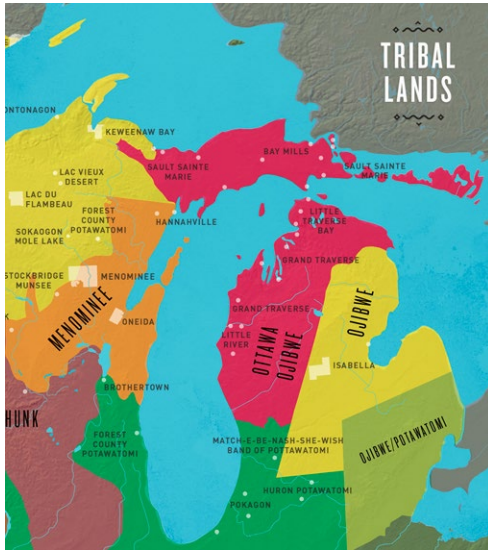 TRIBAL
LANDS
ONTONAGON
KEWEENAW BAY
BAY MILLS
SAULT SAINTE
MARIE
SAULT SAINTE
MARIE
LAC VIEUX
DESERT
LAC DU
FLAMBEAU
FOREST
COUNTY
POTAWATOMI
HANNAHVILLE
LITTLE
TRAVERSE
BAY
SOKAOGON
MOLE LAKE
GRAND TRAVERSE
STOCKBRIDGE
MUNSEE
MENOMINEE
MENOMINEE
ONEIDA
GRAND TRAVERSE
OJIBWE
K
LITTLE
RIVER
OTTAWA
OJIBWE
ISABELLA
BROTHERTOWN
HUNK
FOREST
COUNTY
POTAWATOMI
MATCH-E-BE-NASH-SHE-WISH
BAND OF POTTAWATOMI
OJIBWE/POTAWATOMI
HURON POTAWATOMI
POKAGON